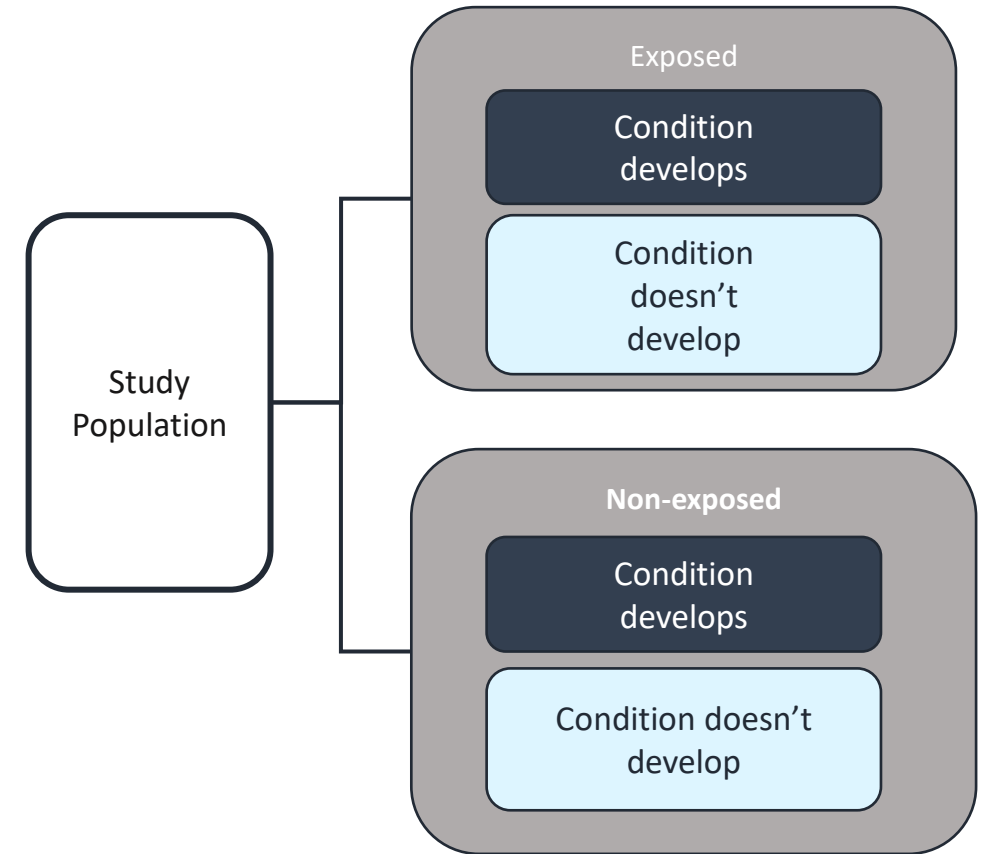 Study
Population
Exposed
Condition
develops
Condition
doesn’t
develop
Non-exposed
Condition
develops
Condition doesn’t
develop